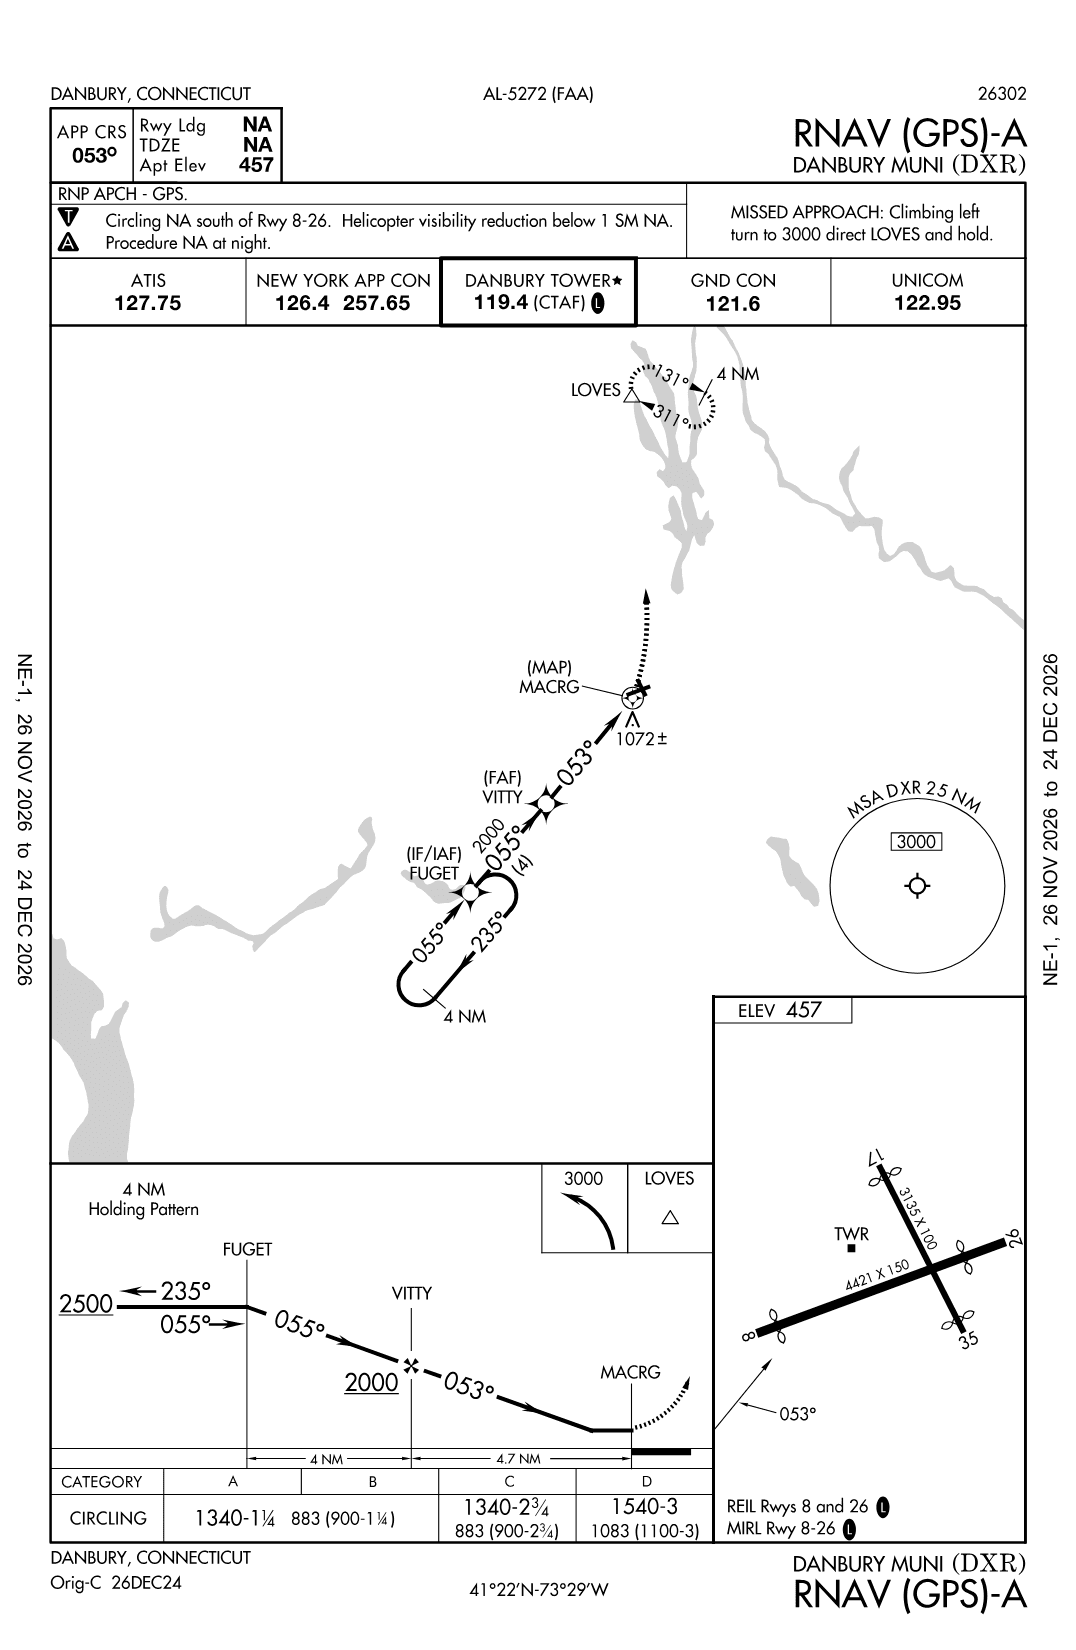 DANBURY, CONNECTICUT
AL-5272 (FAA)
26302
APP CRS
053°
Rwy Ldg NA
TDZE NA
Apt Elev 457
RNAV (GPS)-A
DANBURY MUNI (DXR)
RNP APCH - GPS.
T
Circling NA south of Rwy 8-26. Helicopter visibility reduction below 1 SM NA.
A
Procedure NA at night.
MISSED APPROACH: Climbing left
turn to 3000 direct LOVES and hold.
ATIS
127.75
NEW YORK APP CON
126.4 257.65
DANBURY TOWER★
119.4 (CTAF) L
GND CON
121.6
UNICOM
122.95
LOVES
131°
311°
4 NM
(MAP)
MACRG
1072±
053°
(FAF)
VITTY
2000
055°
(4)
(IF/IAF)
FUGET
055°
235°
4 NM
MSA DXR 25 NM
3000
NE-1, 26 NOV 2026 to 24 DEC 2026
NE-1, 26 NOV 2026 to 24 DEC 2026
ELEV 457
17
3135 X 100
TWR
26
4421 X 150
8
35
053°
REIL Rwys 8 and 26 L
MIRL Rwy 8-26 L
4 NM
Holding Pattern
3000
LOVES
FUGET
VITTY
2500
235°
055°
055°
2000
053°
MACRG
4 NM
4.7 NM
CATEGORY A B C D
CIRCLING
1340-1¼ 883 (900-1¼)
1340-2¾
883 (900-2¾)
1540-3
1083 (1100-3)
DANBURY, CONNECTICUT
Orig-C 26DEC24
41°22'N-73°29'W
DANBURY MUNI (DXR)
RNAV (GPS)-A